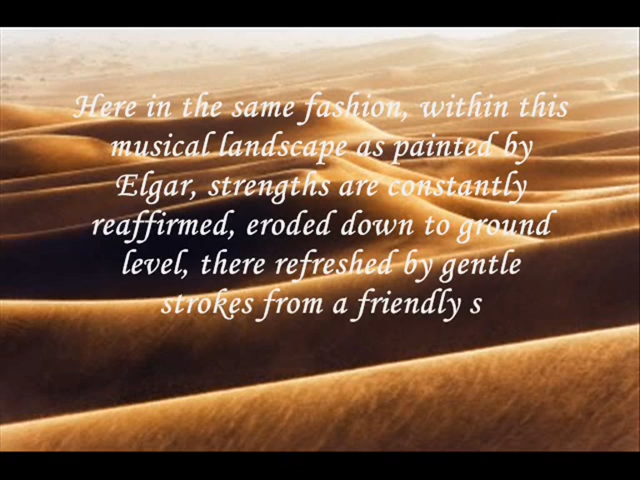 Here in the same fashion, within this
musical landscape as painted by
Elgar, strengths are constantly
reaffirmed, eroded down to ground
level, there refreshed by gentle
strokes from a friendly s